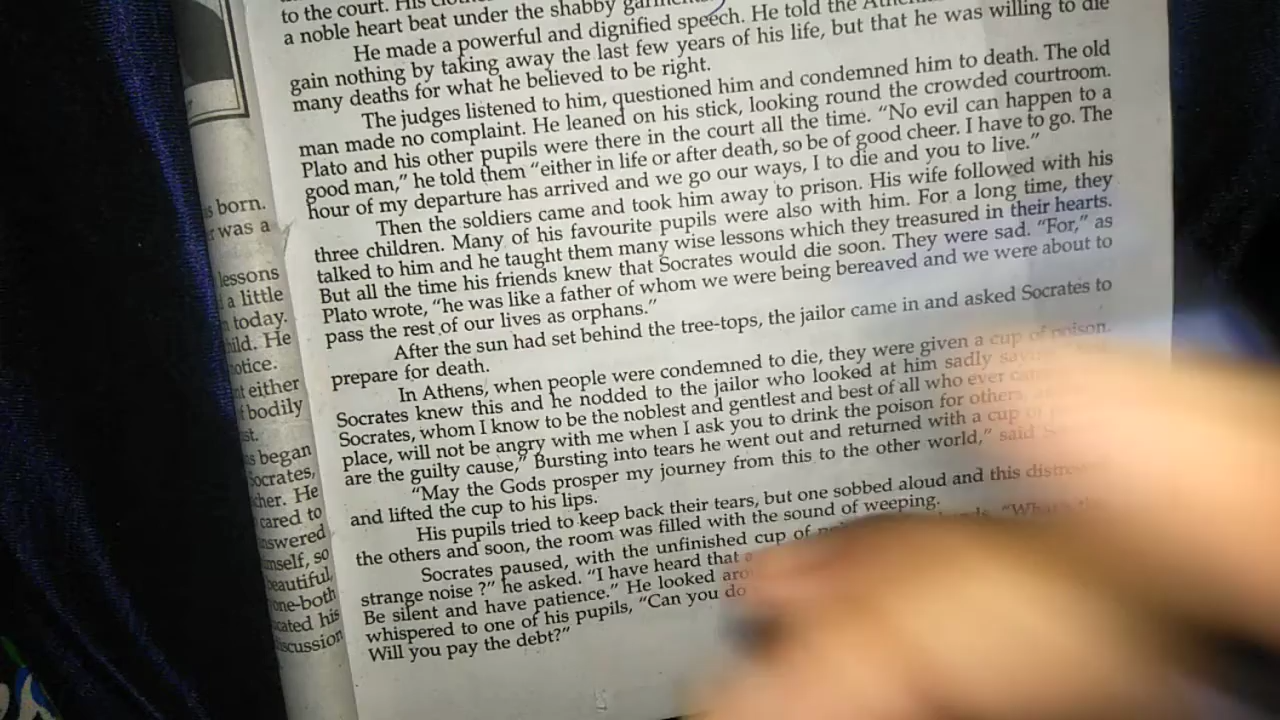 to the court. His
a noble heart beat under the shabby
He made a powerful and dignified speech. He told the
gain nothing by taking away the last few years of his life, but that he was willing to die
many deaths for what he believed to be right.
The judges listened to him, questioned him and condemned him to death. The old
man made no complaint. He leaned on his stick, looking round the crowded courtroom.
Plato and his other pupils were there in the court all the time. “No evil can happen to a
good man,” he told them “either in life or after death, so be of good cheer. I have to go. The
hour of my departure has arrived and we go our ways, I to die and you to live.”
Then the soldiers came and took him away to prison. His wife followed with his
three children. Many of his favourite pupils were also with him. For a long time, they
talked to him and he taught them many wise lessons which they treasured in their hearts.
But all the time his friends knew that Socrates would die soon. They were sad. “For,” as
Plato wrote, “he was like a father of whom we were being bereaved and we were about to
pass the rest of our lives as orphans.”
After the sun had set behind the tree-tops, the jailor came in and asked Socrates to
prepare for death.
In Athens, when people were condemned to die, they were given a cup of poison.
Socrates knew this and he nodded to the jailor who looked at him sadly
Socrates, whom I know to be the noblest and gentlest and best of all who ever
place, will not be angry with me when I ask you to drink the poison for
are the guilty cause,” Bursting into tears he went out and returned with a cup
“May the Gods prosper my journey from this to the other world,” said
and lifted the cup to his lips.
His pupils tried to keep back their tears, but one sobbed aloud and this
the others and soon, the room was filled with the sound of weeping.
Socrates paused, with the unfinished cup of
strange noise ?” he asked. “I have heard that
Be silent and have patience.” He looked
whispered to one of his pupils, “Can you do
Will you pay the debt?”
born.
was a
lessons
a little
today.
He
either
bodily
began
Socrates,
He
cared to
so
beautiful,
one-both
his